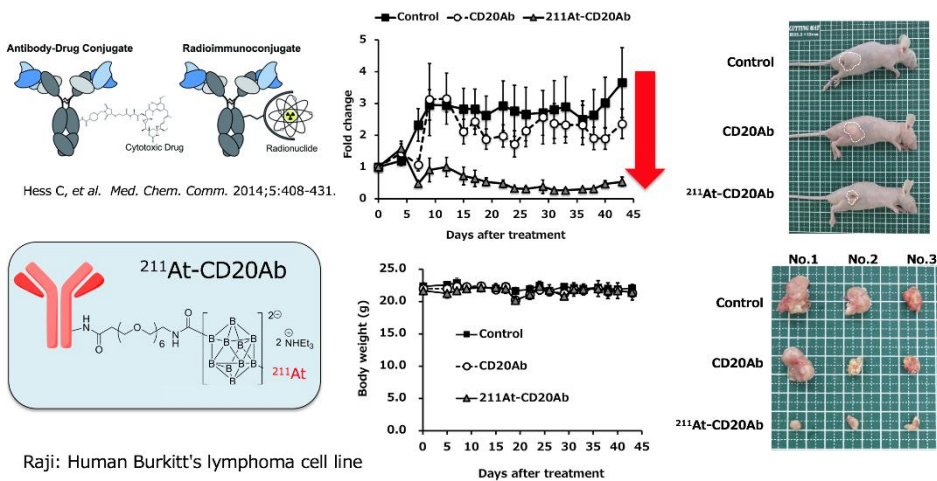 Antibody-Drug Conjugate
Radioimmunoconjugate
Cytotoxic Drug
Radionuclide
Hess C, et al. Med. Chem. Comm. 2014;5:408-431.
211At-CD20Ab
NH
O
O
6
N
H
O
B
B
B
B
B
B
B
B
B
B
2⊖
⊕
2 NHEt3
211At
Raji: Human Burkitt's lymphoma cell line
Control
CD20Ab
211At-CD20Ab
Fold change
5
4
3
2
1
0
0 5 10 15 20 25 30 35 40 45
Days after treatment
Body weight (g)
25.0
20.0
15.0
10.0
5.0
0.0
Control
CD20Ab
211At-CD20Ab
0 5 10 15 20 25 30 35 40 45
Days after treatment
CUTTING MAT
Control
CD20Ab
211At-CD20Ab
No.1 No.2 No.3
Control
CD20Ab
211At-CD20Ab